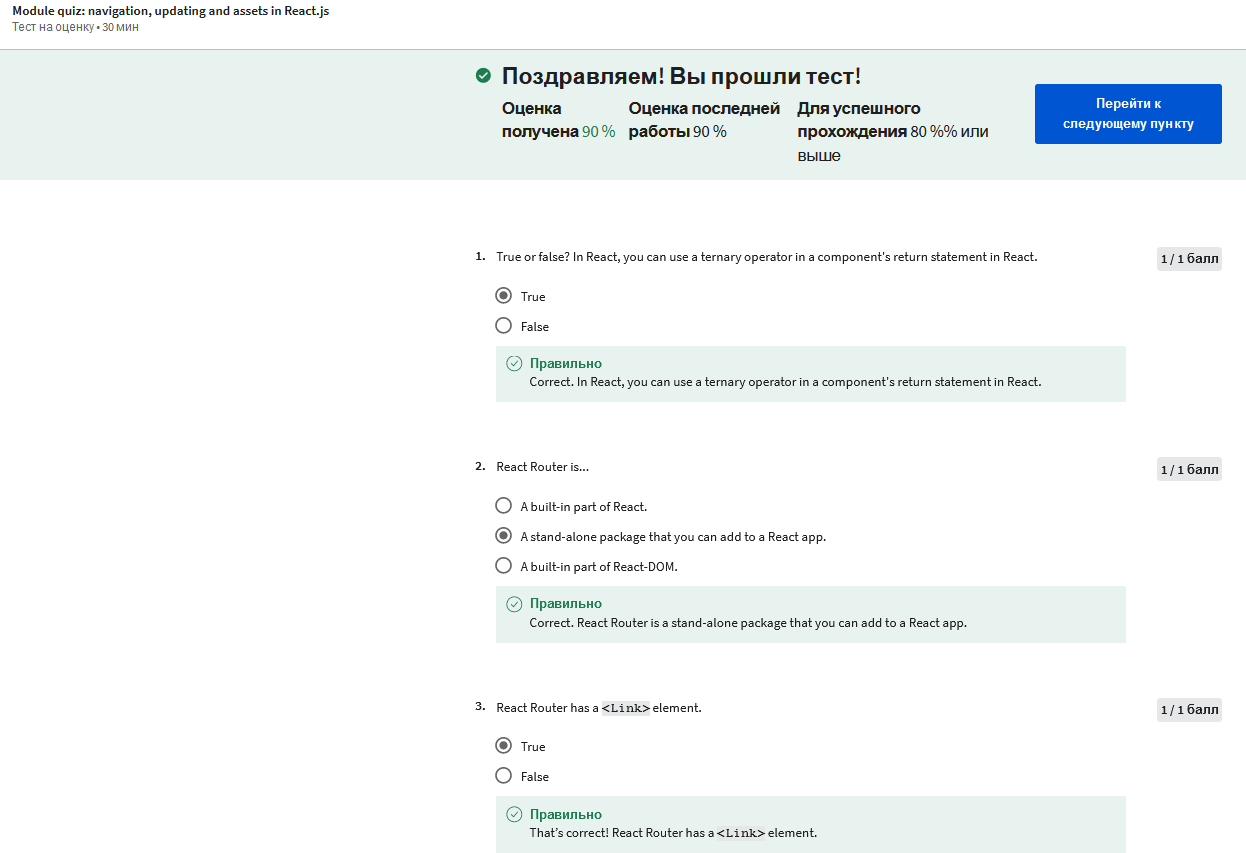 Module quiz: navigation, updating and assets in React.js
Тест на оценку • 30 мин
Поздравляем! Вы прошли тест!
Оценка получена 90 %
Оценка последней работы 90 %
Для успешного прохождения 80 %% или выше
Перейти к следующему пункту
1. True or false? In React, you can use a ternary operator in a component's return statement in React.
1 / 1 балл
True
False
Правильно
Correct. In React, you can use a ternary operator in a component's return statement in React.
2. React Router is...
1 / 1 балл
A built-in part of React.
A stand-alone package that you can add to a React app.
A built-in part of React-DOM.
Правильно
Correct. React Router is a stand-alone package that you can add to a React app.
3. React Router has a <Link> element.
1 / 1 балл
True
False
Правильно
That’s correct! React Router has a <Link> element.